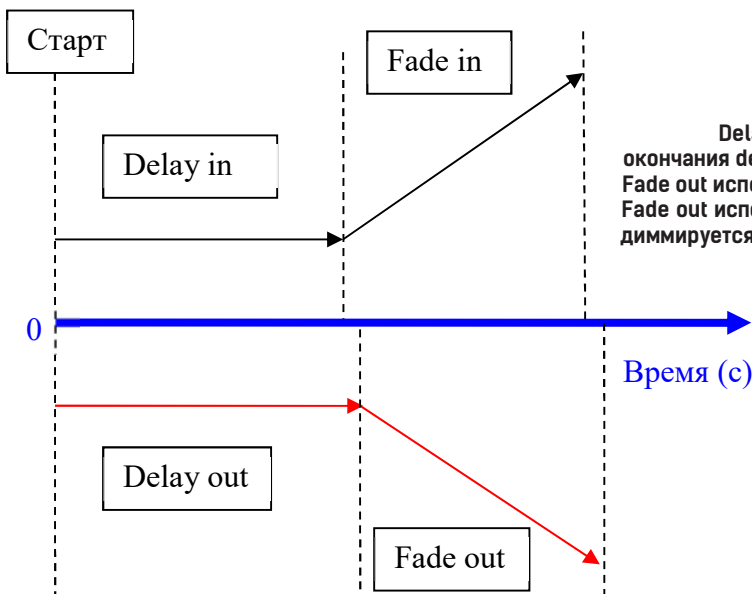 Старт
Fade in
Delay in
окончания
Fade out
Fade out
диммируется
0
Время (с)
Delay out
Fade out